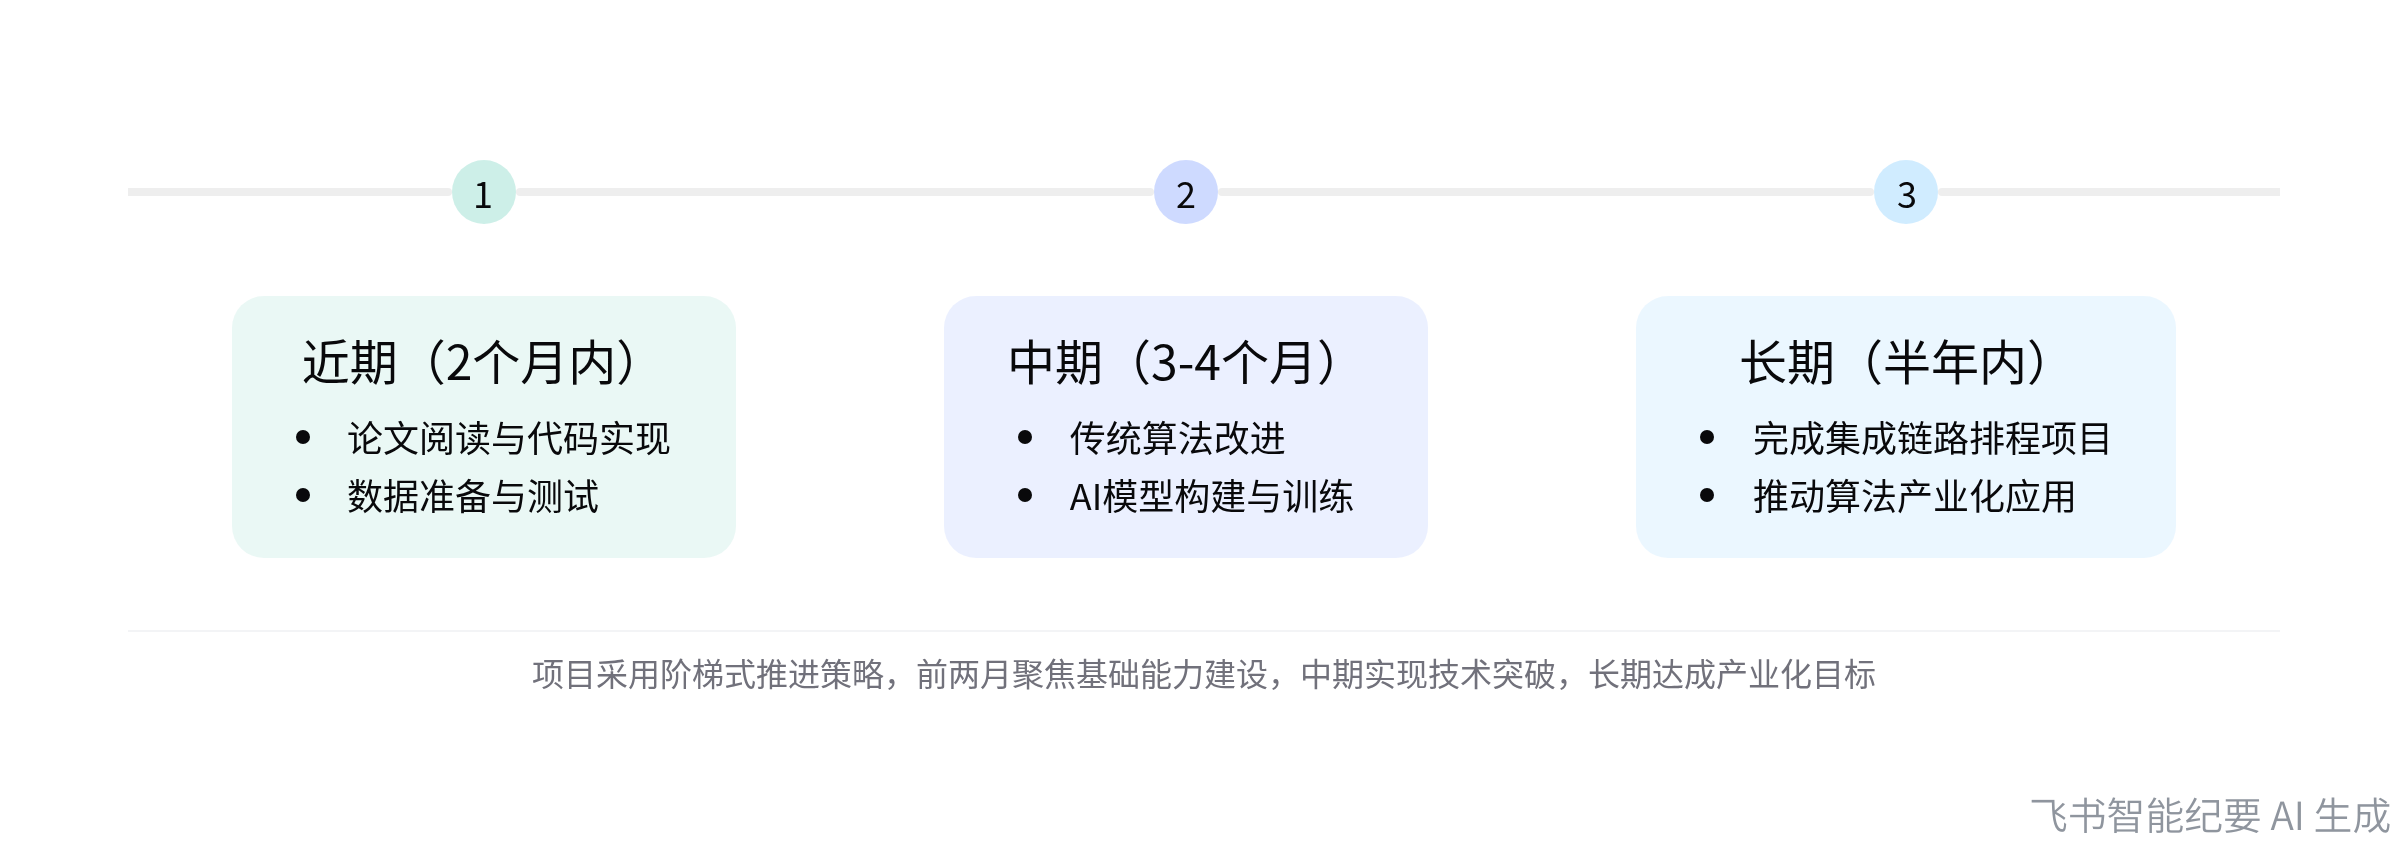 1
2
3
近期（2个月内）
• 论文阅读与代码实现
• 数据准备与测试
中期（3-4个月）
• 传统算法改进
• AI模型构建与训练
长期（半年内）
• 完成集成链路排程项目
• 推动算法产业化应用
项目采用阶梯式推进策略，前两月聚焦基础能力建设，中期实现技术突破，长期达成产业化目标
飞书智能纪要 AI 生成